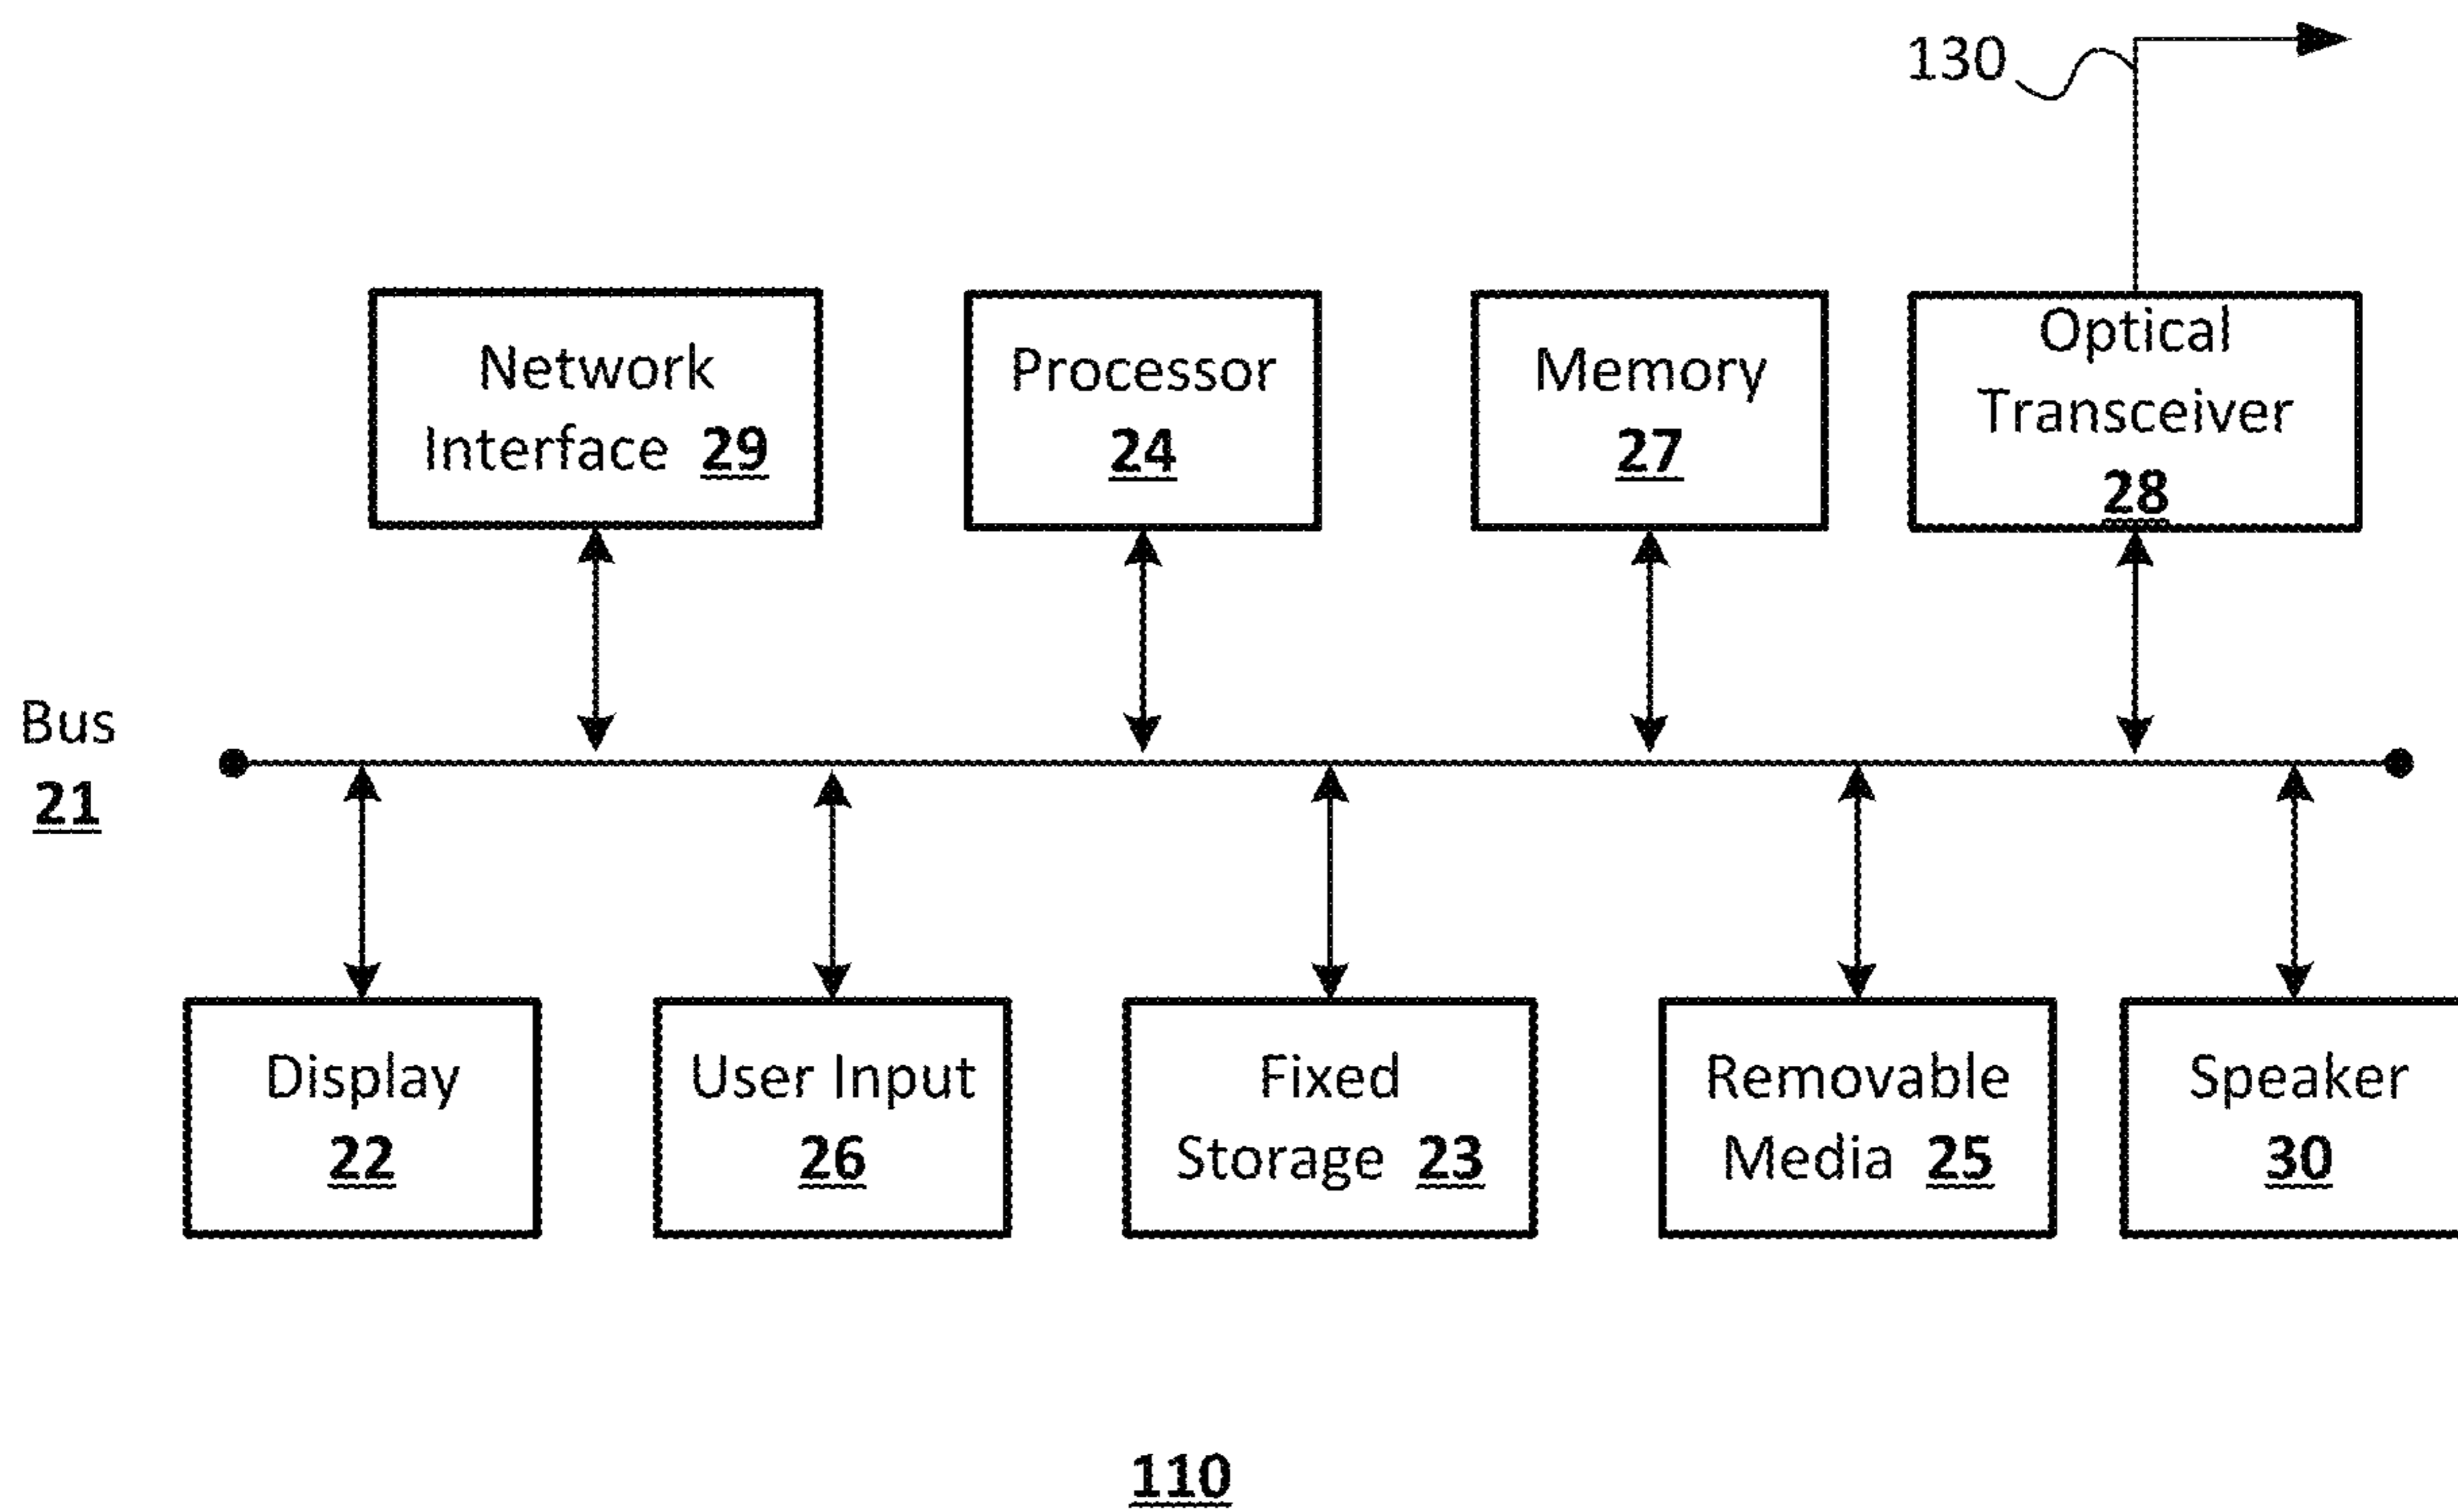 130
Network
Interface 29
Processor
24
Memory
27
Optical
Transceiver
28
Bus
21
Display
22
User Input
26
Fixed
Storage 23
Removable
Media 25
Speaker
30
110